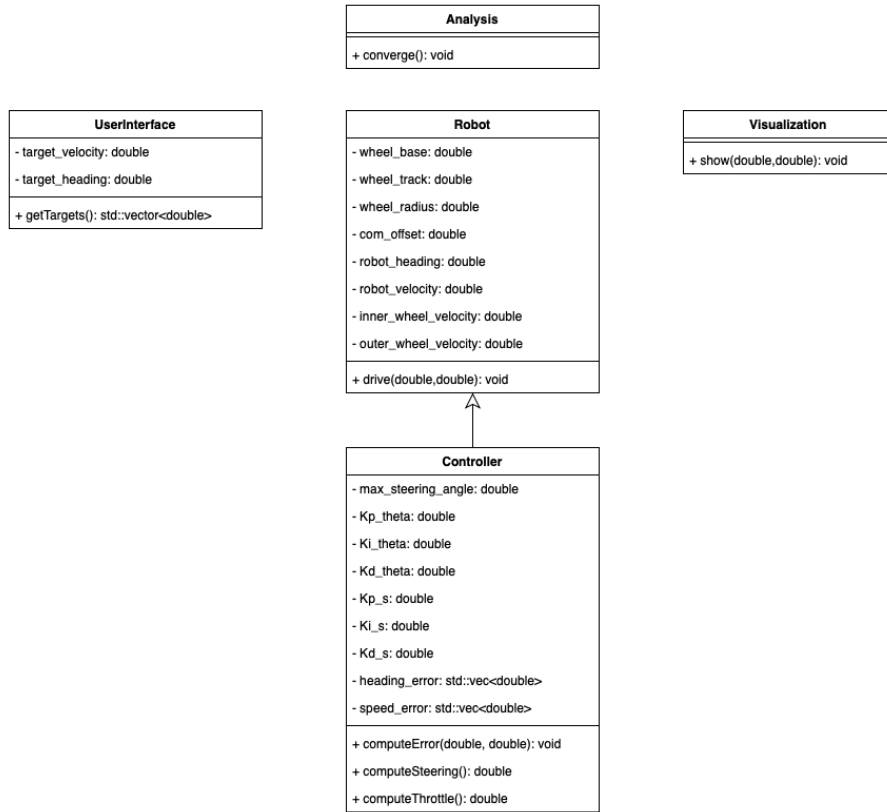 Analysis
+ converge(): void
UserInterface
- target_velocity: double
- target_heading: double
+ getTargets(): std::vector<double>
Robot
- wheel_base: double
- wheel_track: double
- wheel_radius: double
- com_offset: double
- robot_heading: double
- robot_velocity: double
- inner_wheel_velocity: double
- outer_wheel_velocity: double
+ drive(double,double): void
Visualization
+ show(double,double): void
Controller
- max_steering_angle: double
- Kp_theta: double
- Ki_theta: double
- Kd_theta: double
- Kp_s: double
- Ki_s: double
- Kd_s: double
- heading_error: std::vec<double>
- speed_error: std::vec<double>
+ computeError(double, double): void
+ computeSteering(): double
+ computeThrottle(): double